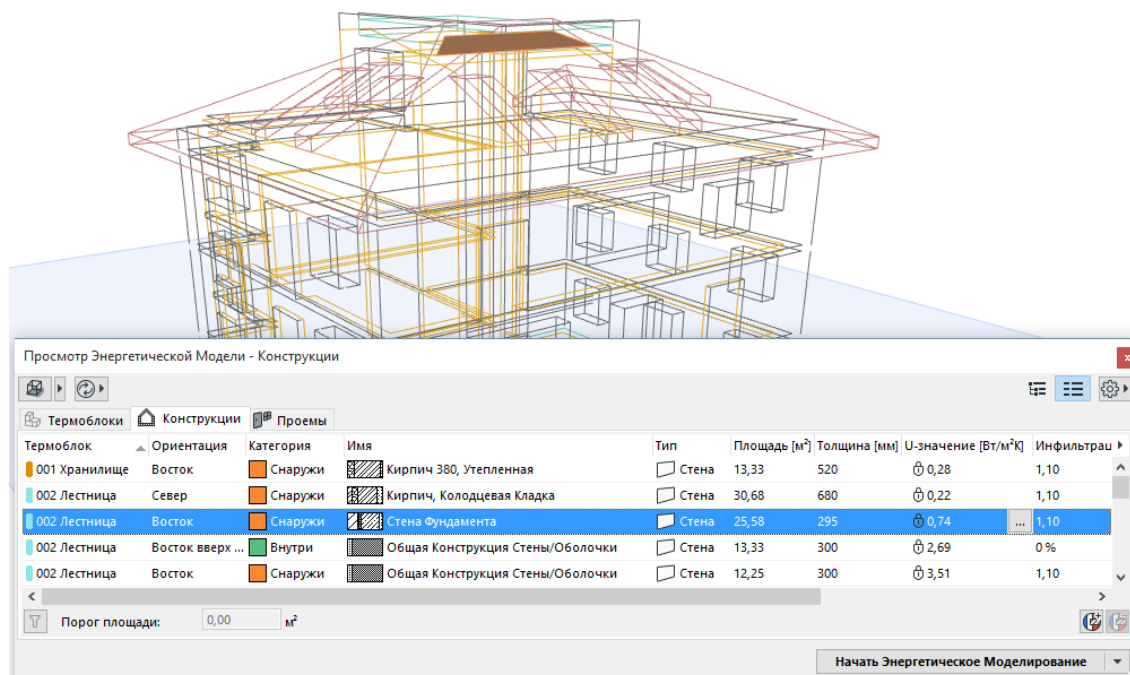 Просмотр Энергетической Модели - Конструкции
Термоблоки Конструкции Проемы
Термоблок Ориентация Категория Имя Тип Площадь [м²] Толщина [мм] U-значение [Вт/м²K] Инфильтрац
001 Хранилище Восток Снаружи Кирпич 380, Утепленная Стена 13,33 520 0,28 1,10
002 Лестница Север Снаружи Кирпич, Колодцевая Кладка Стена 30,68 680 0,22 1,10
002 Лестница Восток Снаружи Стена Фундамента Стена 25,58 295 0,74 ... 1,10
002 Лестница Восток вверх ... Внутри Общая Конструкция Стены/Оболочки Стена 13,33 300 2,69 0 %
002 Лестница Восток Снаружи Общая Конструкция Стены/Оболочки Стена 12,25 300 3,51 1,10
Порог площади: 0,00 м²
Начать Энергетическое Моделирование